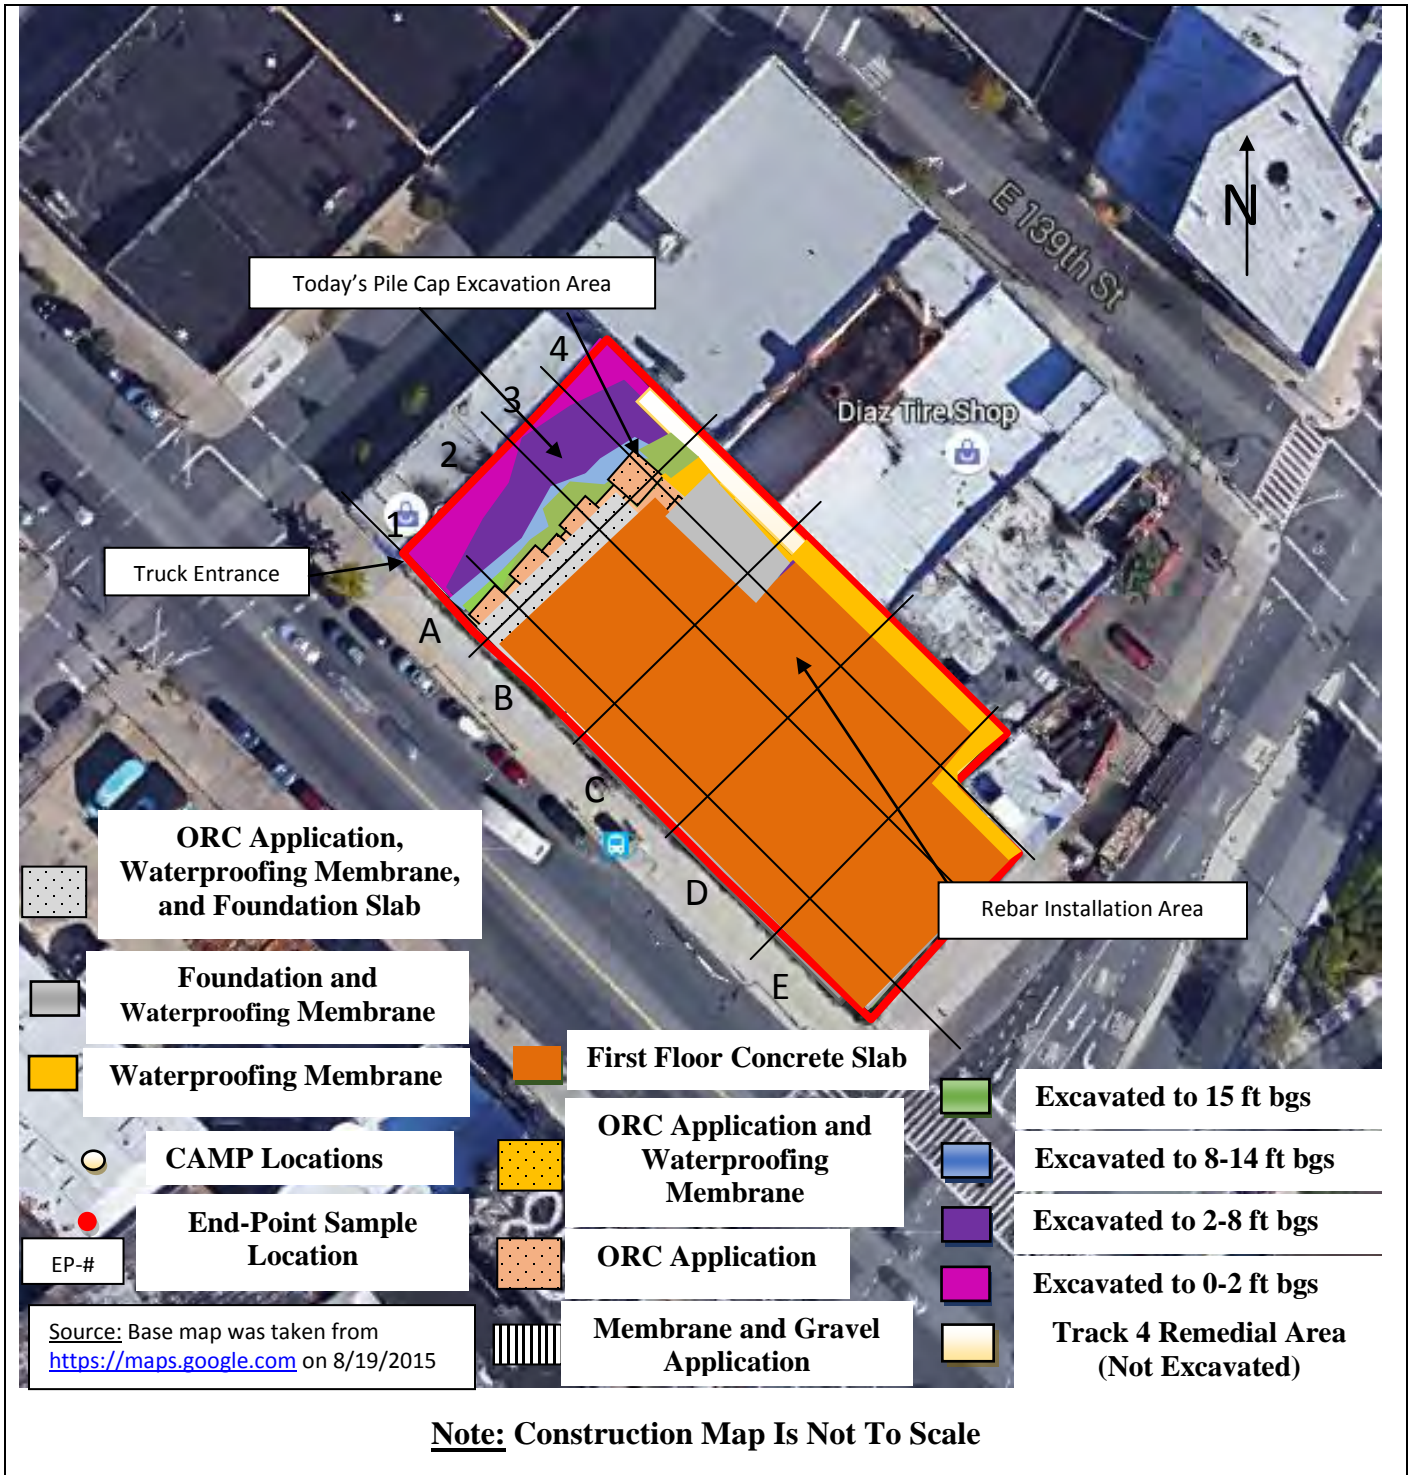 E 139th St
N
Today's Pile Cap Excavation Area
4
3
2
1
Diaz Tire Shop
Truck Entrance
A
B
C
D
E
Rebar Installation Area
ORC Application,
Waterproofing Membrane,
and Foundation Slab
Foundation and
Waterproofing Membrane
Waterproofing Membrane
CAMP Locations
End-Point Sample
Location
EP-#
Source: Base map was taken from
https://maps.google.com on 8/19/2015
First Floor Concrete Slab
ORC Application and
Waterproofing
Membrane
ORC Application
Membrane and Gravel
Application
Excavated to 15 ft bgs
Excavated to 8-14 ft bgs
Excavated to 2-8 ft bgs
Excavated to 0-2 ft bgs
Track 4 Remedial Area
(Not Excavated)
Note: Construction Map Is Not To Scale